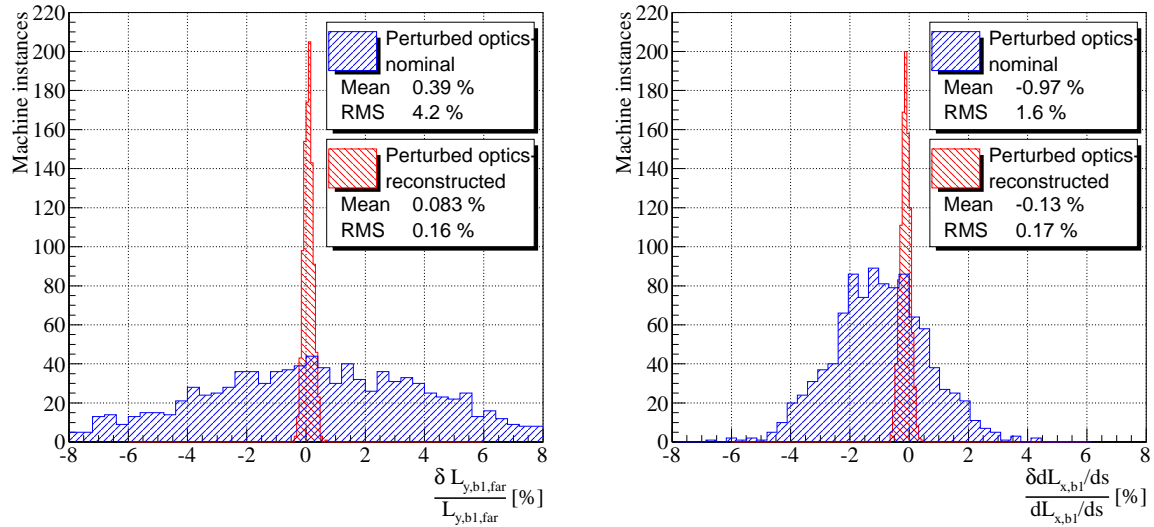 Machine instances
220
200
180
160
140
120
100
80
60
40
20
0
-8 -6 -4 -2 0 2 4 6 8
Perturbed optics-
nominal
Mean 0.39 %
RMS 4.2 %
Perturbed optics-
reconstructed
Mean 0.083 %
RMS 0.16 %
δ L_{y,b1,far}
L_{y,b1,far} [%]
Machine instances
220
200
180
160
140
120
100
80
60
40
20
0
-8 -6 -4 -2 0 2 4 6 8
Perturbed optics-
nominal
Mean -0.97 %
RMS 1.6 %
Perturbed optics-
reconstructed
Mean -0.13 %
RMS 0.17 %
δdL_{x,b1}/ds
dL_{x,b1}/ds [%]